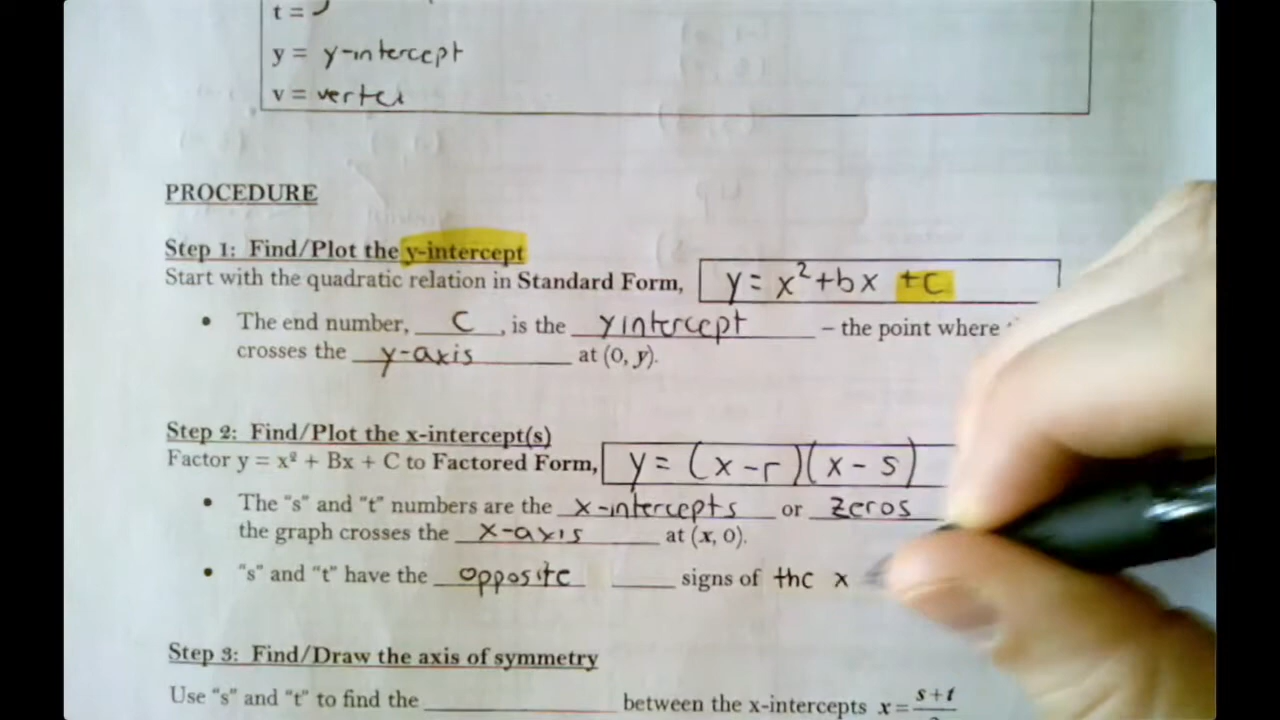 t =
y = y-intercept
v = vertex
PROCEDURE
Step 1: Find/Plot the y-intercept
Start with the quadratic relation in Standard Form, y = x² + bx + c
• The end number, C, is the yintercept – the point where
crosses the y-axis at (0, y).
Step 2: Find/Plot the x-intercept(s)
Factor y = x² + Bx + C to Factored Form, y = (x - r)(x - s)
• The “s” and “t” numbers are the x-intercepts or zeros
the graph crosses the x-axis at (x, 0).
• “s” and “t” have the opposite signs of the x
Step 3: Find/Draw the axis of symmetry
Use “s” and “t” to find the between the x-intercepts x = s + t